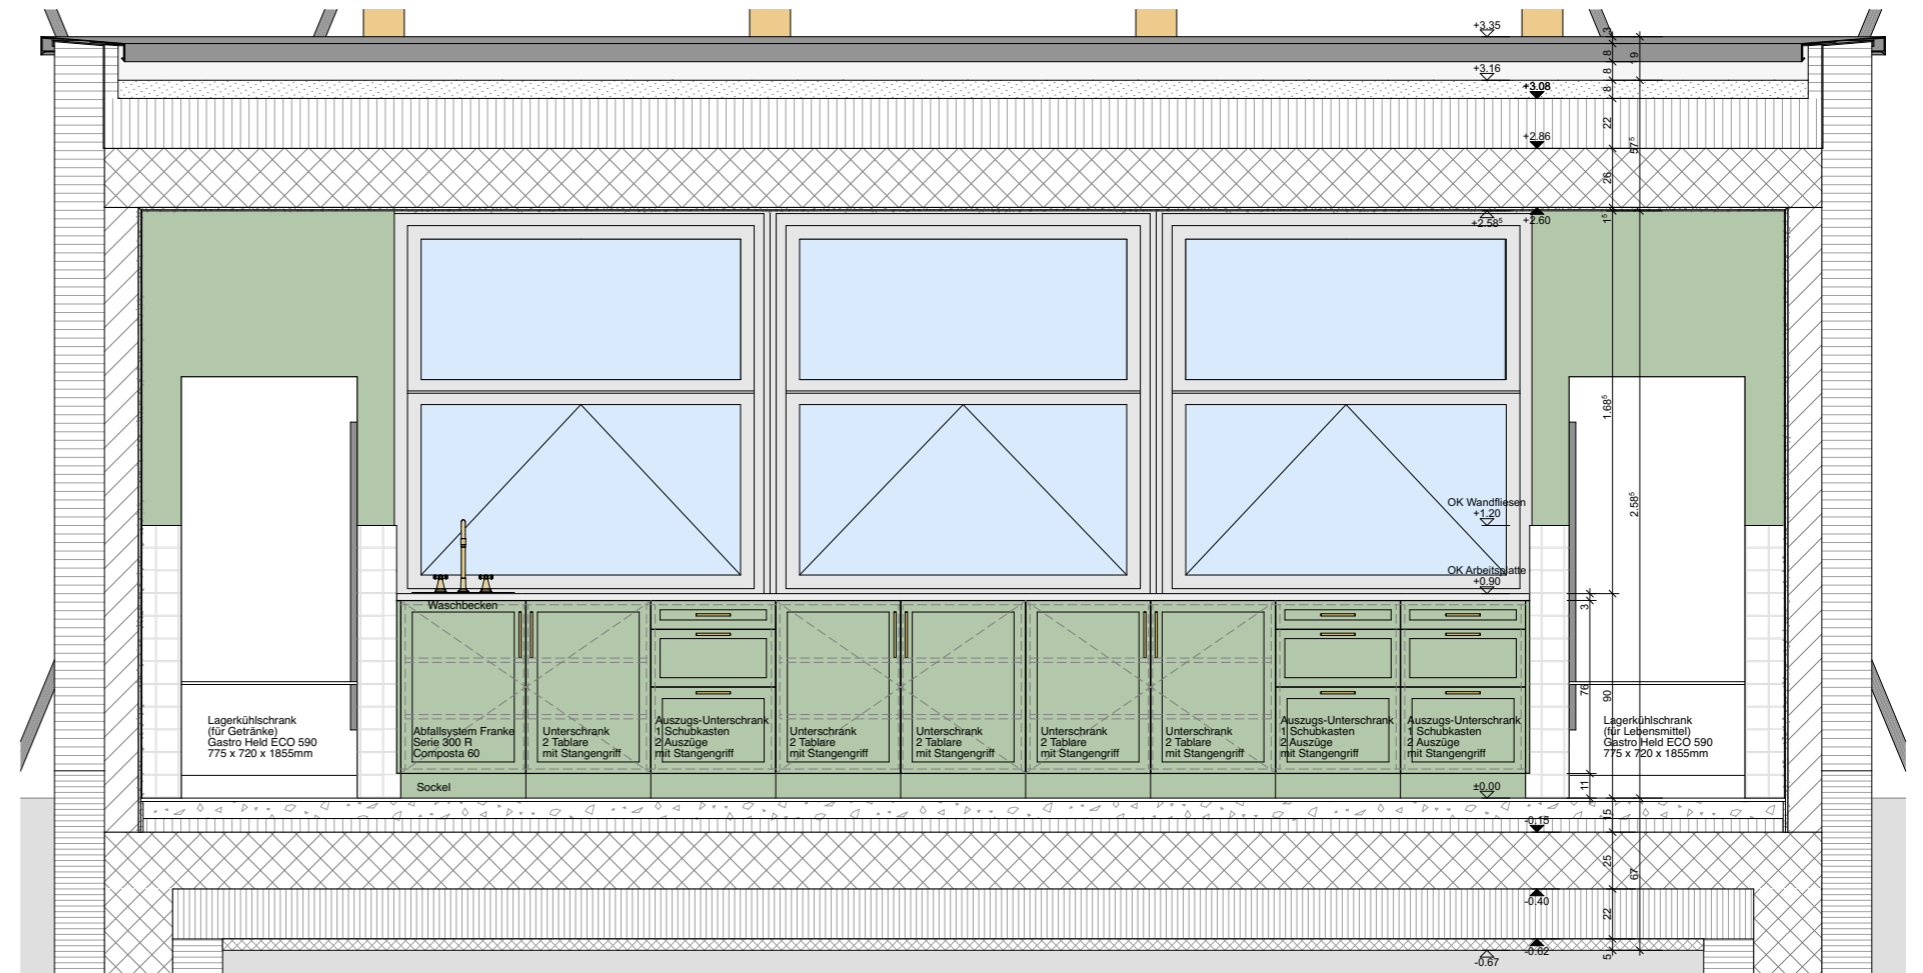 +3.35
3
8
9
+3.16
8
+3.08
8
22
+2.86
57⁵
26
+2.58⁵
+2.60
1⁵
1.68⁵
2.58⁵
OK Wandfliesen
+1.20
OK Arbeitsplatte
+0.90
3
Waschbecken
76
90
Lagerkühlschrank
(für Getränke)
Gastro Held ECO 590
775 x 720 x 1855mm
Abfallsystem Franke
Serie 300 R
Composta 60
Unterschrank
2 Tablare
mit Stangengriff
Auszugs-Unterschrank
1 Schubkasten
2 Auszüge
mit Stangengriff
Unterschrank
2 Tablare
mit Stangengriff
Unterschrank
2 Tablare
mit Stangengriff
Unterschrank
2 Tablare
mit Stangengriff
Unterschrank
2 Tablare
mit Stangengriff
Auszugs-Unterschrank
1 Schubkasten
2 Auszüge
mit Stangengriff
Auszugs-Unterschrank
1 Schubkasten
2 Auszüge
mit Stangengriff
Lagerkühlschrank
(für Lebensmittel)
Gastro Held ECO 590
775 x 720 x 1855mm
Sockel
±0.00
11
-0.15
15
25
67
-0.40
22
-0.62
-0.67
5